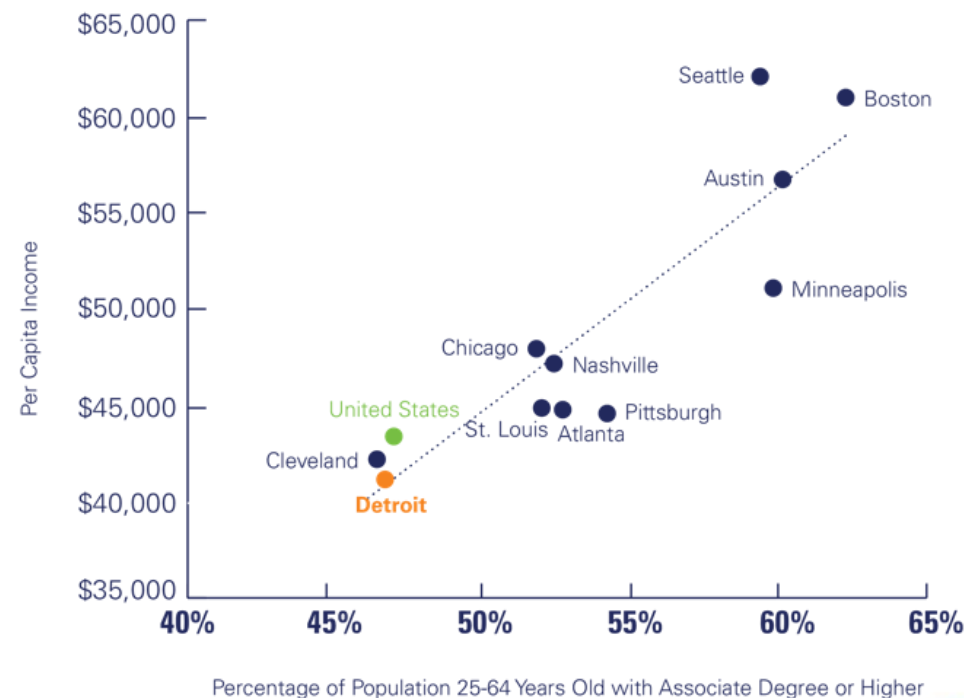 $65,000
$60,000
$55,000
$50,000
$45,000
$40,000
$35,000
Per Capita Income
Seattle
Boston
Austin
Minneapolis
Chicago
Nashville
United States
Pittsburgh
St. Louis
Atlanta
Cleveland
Detroit
40% 45% 50% 55% 60% 65%
Percentage of Population 25-64 Years Old with Associate Degree or Higher